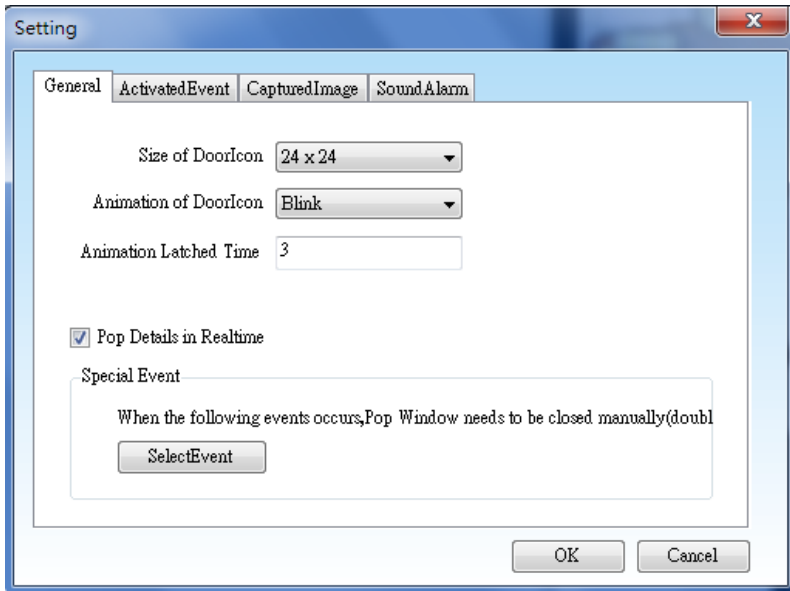 Setting
General ActivatedEvent CapturedImage SoundAlarm
Size of DoorIcon 24 x 24
Animation of DoorIcon Blink
Animation Latched Time 3
Pop Details in Realtime
Special Event
When the following events occurs,Pop Window needs to be closed manually(doubl
SelectEvent
OK Cancel